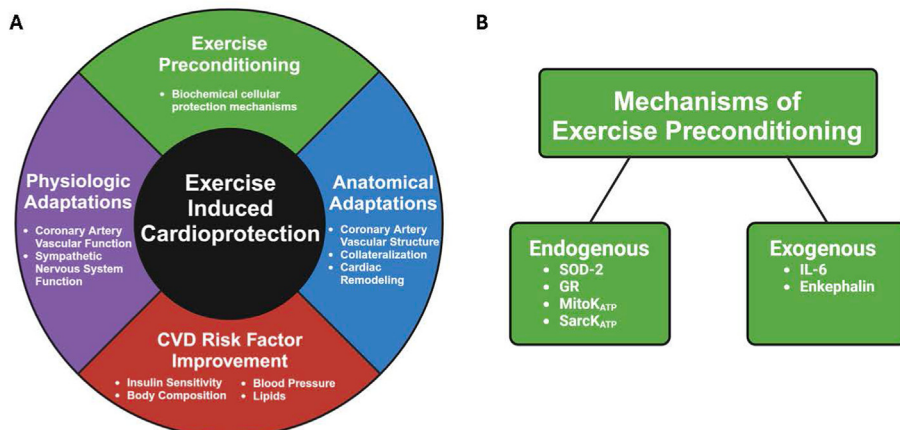 A
Exercise
Preconditioning
• Biochemical cellular
protection mechanisms
Physiologic
Adaptations
• Coronary Artery
Vascular Function
• Sympathetic
Nervous System
Function
Exercise
Induced
Cardioprotection
Anatomical
Adaptations
• Coronary Artery
Vascular Structure
• Collateralization
• Cardiac
Remodeling
CVD Risk Factor
Improvement
• Insulin Sensitivity
• Body Composition
• Blood Pressure
• Lipids
B
Mechanisms of
Exercise Preconditioning
Endogenous
• SOD-2
• GR
• MitoKATP
• SarcKATP
Exogenous
• IL-6
• Enkephalin